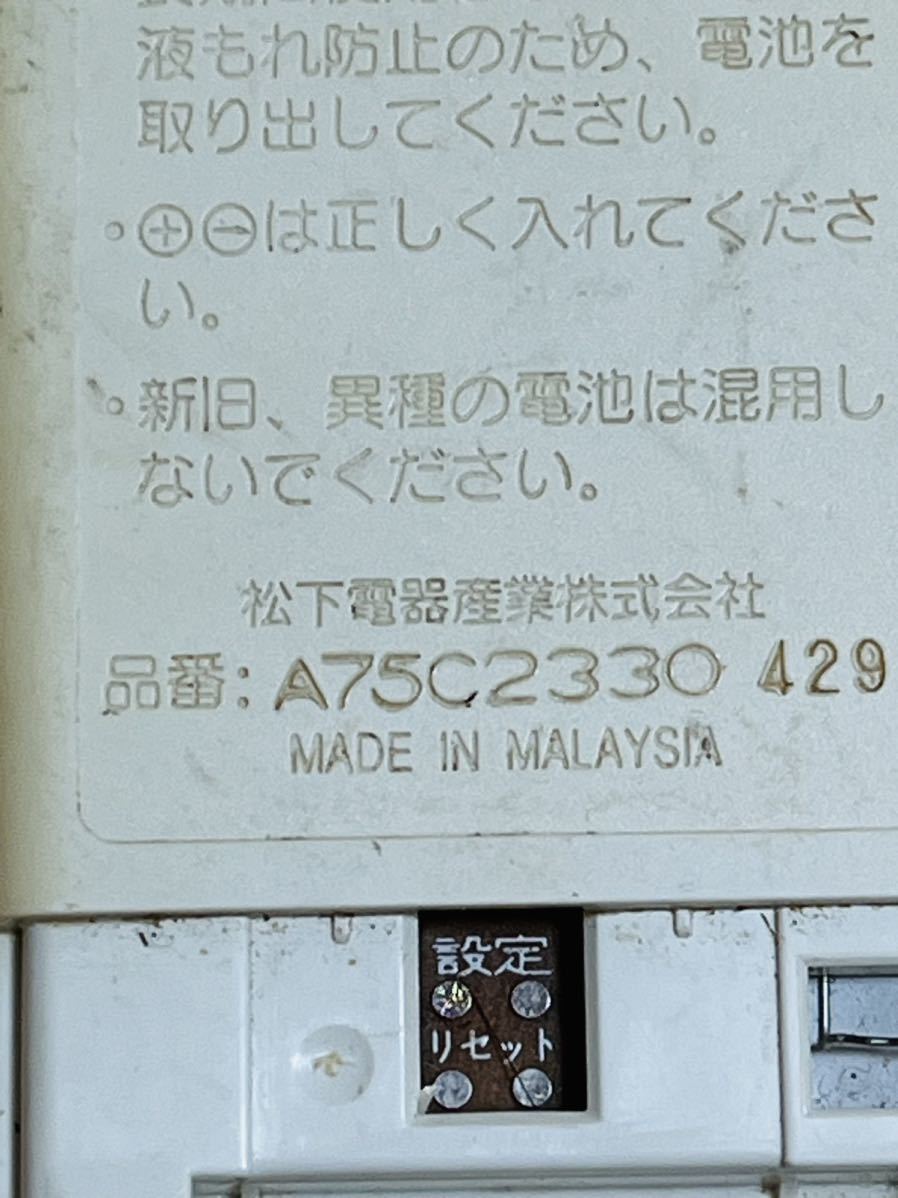 液もれ防止のため、電池を
取り出してください。
・⊕⊖は正しく入れてくださ
い。
・新旧、異種の電池は混用し
ないでください。
松下電器産業株式会社
品番: A75C2330 429
MADE IN MALAYSIA
設定
リセット